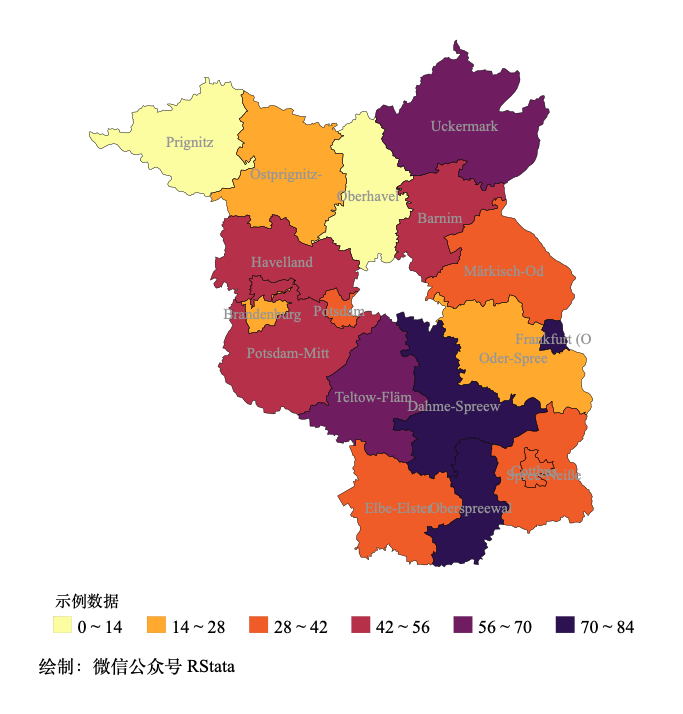 Uckermark
Prignitz
Ostprignitz-
Oberhavel
Barnim
Havelland
Märkisch-Od
Brandenburg
Potsdam
Frankfurt (O
Potsdam-Mitt
Oder-Spree
Teltow-Fläm
Dahme-Spreew
Cottbus
Spree-Neiße
Elbe-Elster
Oberspreewal
示例数据
0 ~ 14 14 ~ 28 28 ~ 42 42 ~ 56 56 ~ 70 70 ~ 84
绘制：微信公众号 RStata